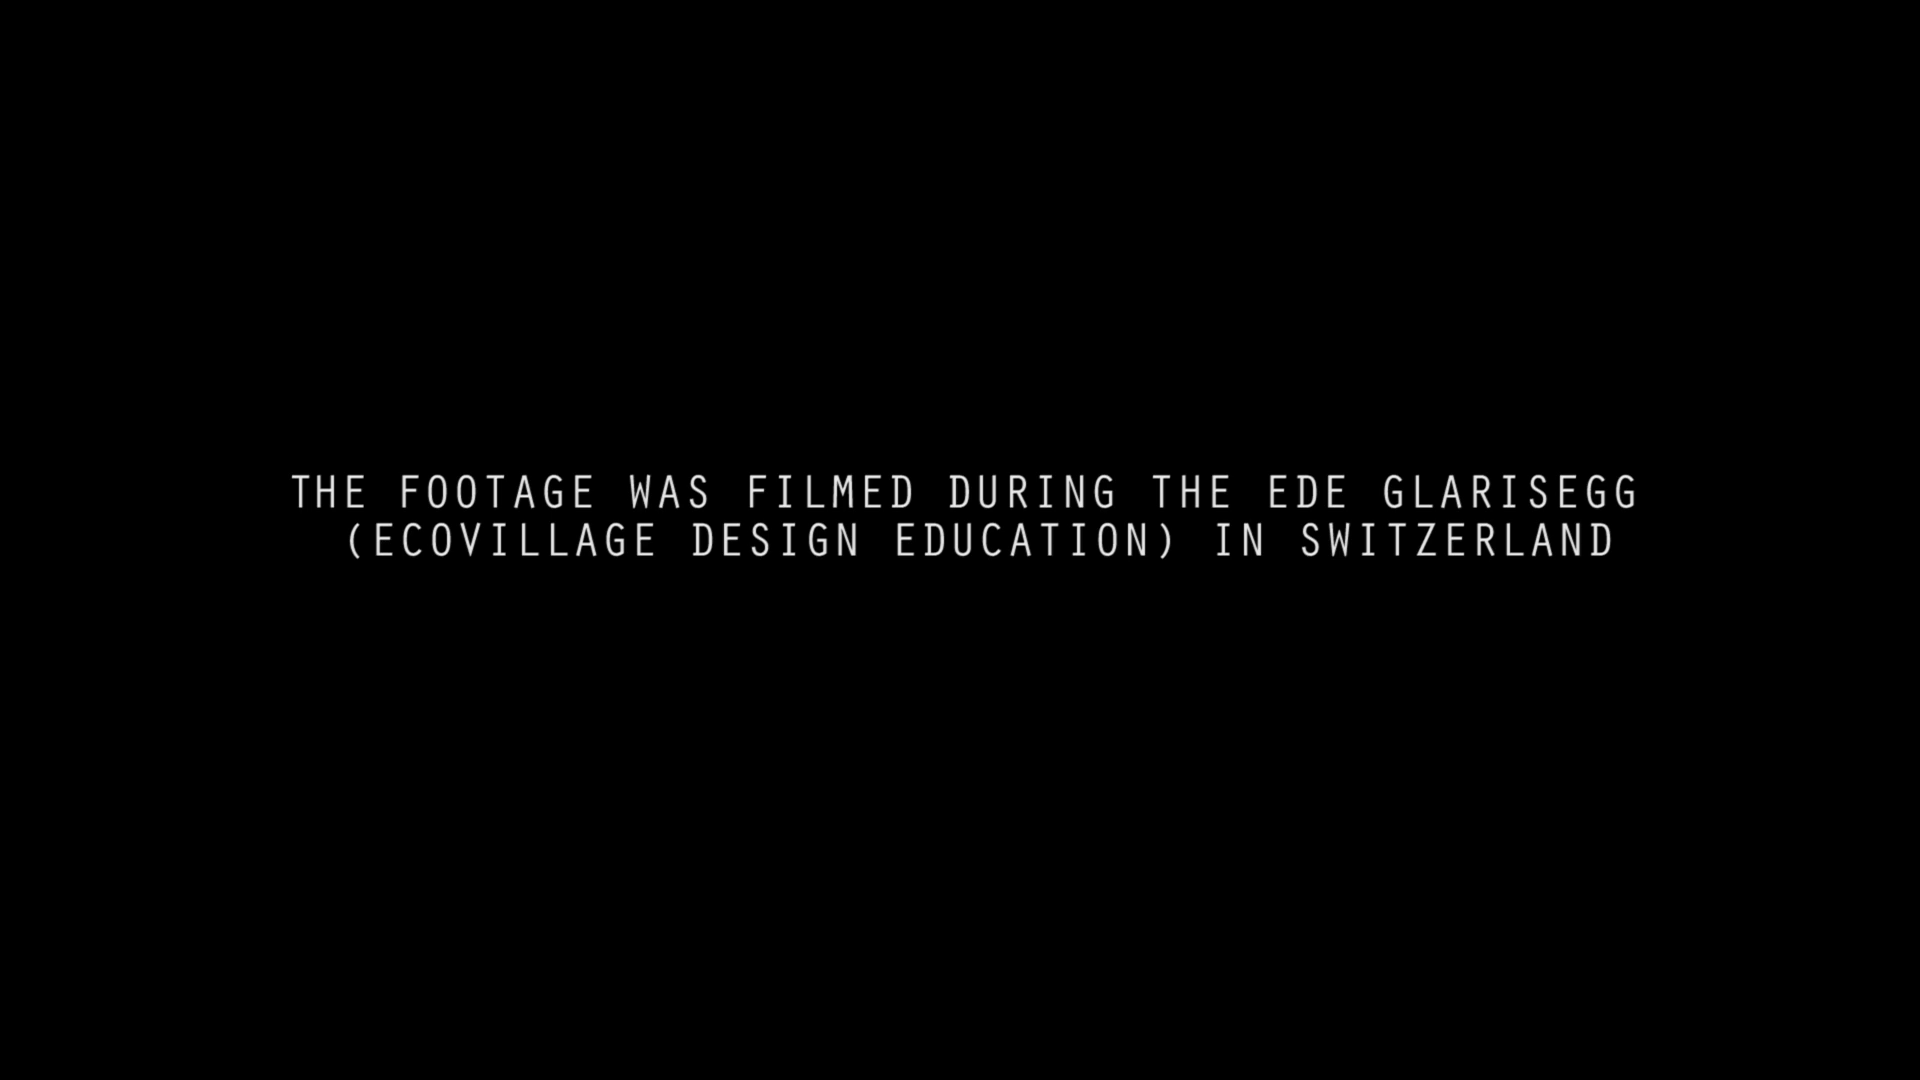 THE FOOTAGE WAS FILMED DURING THE EDE GLARISEGG
(ECOVILLAGE DESIGN EDUCATION) IN SWITZERLAND